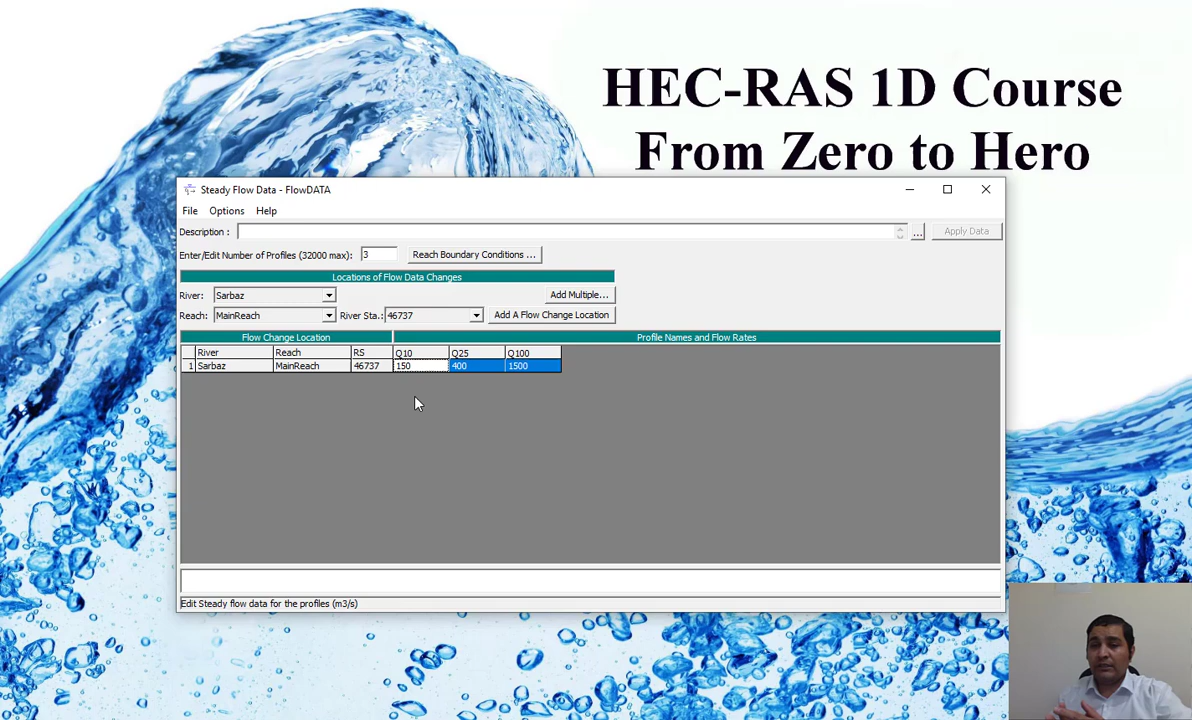 HEC-RAS 1D Course
From Zero to Hero
Steady Flow Data - FlowDATA
File Options Help
Description : ... Apply Data
Enter/Edit Number of Profiles (32000 max): 3 Reach Boundary Conditions ...
Locations of Flow Data Changes
River: Sarbaz Add Multiple...
Reach: MainReach River Sta.: 46737 Add A Flow Change Location
Flow Change Location Profile Names and Flow Rates
River Reach RS Q10 Q25 Q100
1 Sarbaz MainReach 46737 150 400 1500
Edit Steady flow data for the profiles (m3/s)